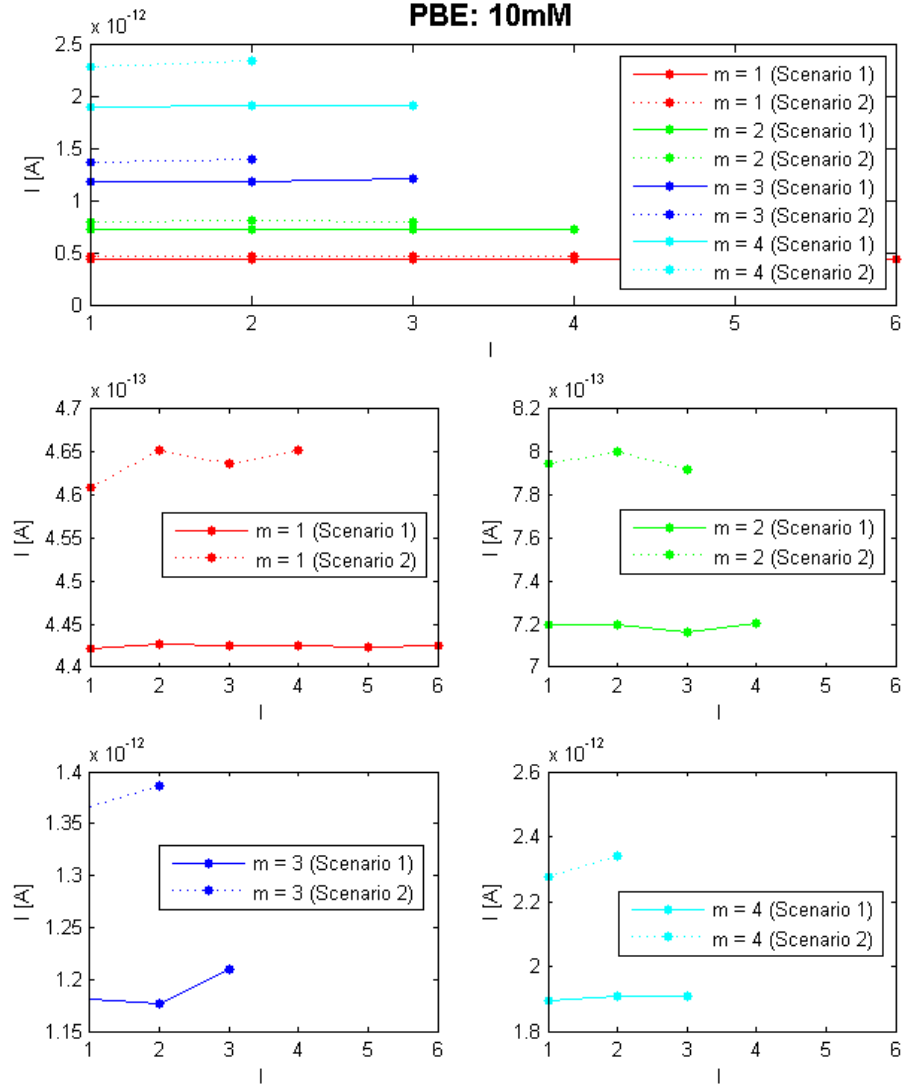 PBE: 10mM
x 10^-12
2.5
2
1.5
1
0.5
0
I [A]
1 2 3 4 5 6
l
m = 1 (Scenario 1)
m = 1 (Scenario 2)
m = 2 (Scenario 1)
m = 2 (Scenario 2)
m = 3 (Scenario 1)
m = 3 (Scenario 2)
m = 4 (Scenario 1)
m = 4 (Scenario 2)
x 10^-13
4.7
4.65
4.6
4.55
4.5
4.45
4.4
I [A]
1 2 3 4 5 6
l
m = 1 (Scenario 1)
m = 1 (Scenario 2)
x 10^-13
8.2
8
7.8
7.6
7.4
7.2
7
I [A]
1 2 3 4 5 6
l
m = 2 (Scenario 1)
m = 2 (Scenario 2)
x 10^-12
1.4
1.35
1.3
1.25
1.2
1.15
I [A]
1 2 3 4 5 6
l
m = 3 (Scenario 1)
m = 3 (Scenario 2)
x 10^-12
2.6
2.4
2.2
2
1.8
I [A]
1 2 3 4 5 6
l
m = 4 (Scenario 1)
m = 4 (Scenario 2)